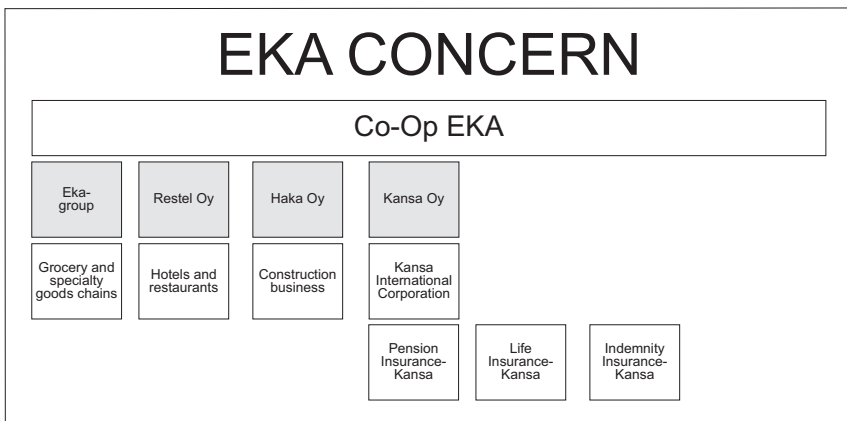 EKA CONCERN
Co-Op EKA
Eka-
group
Restel Oy
Haka Oy
Kansa Oy
Grocery and
specialty
goods chains
Hotels and
restaurants
Construction
business
Kansa
International
Corporation
Pension
Insurance-
Kansa
Life
Insurance-
Kansa
Indemnity
Insurance-
Kansa